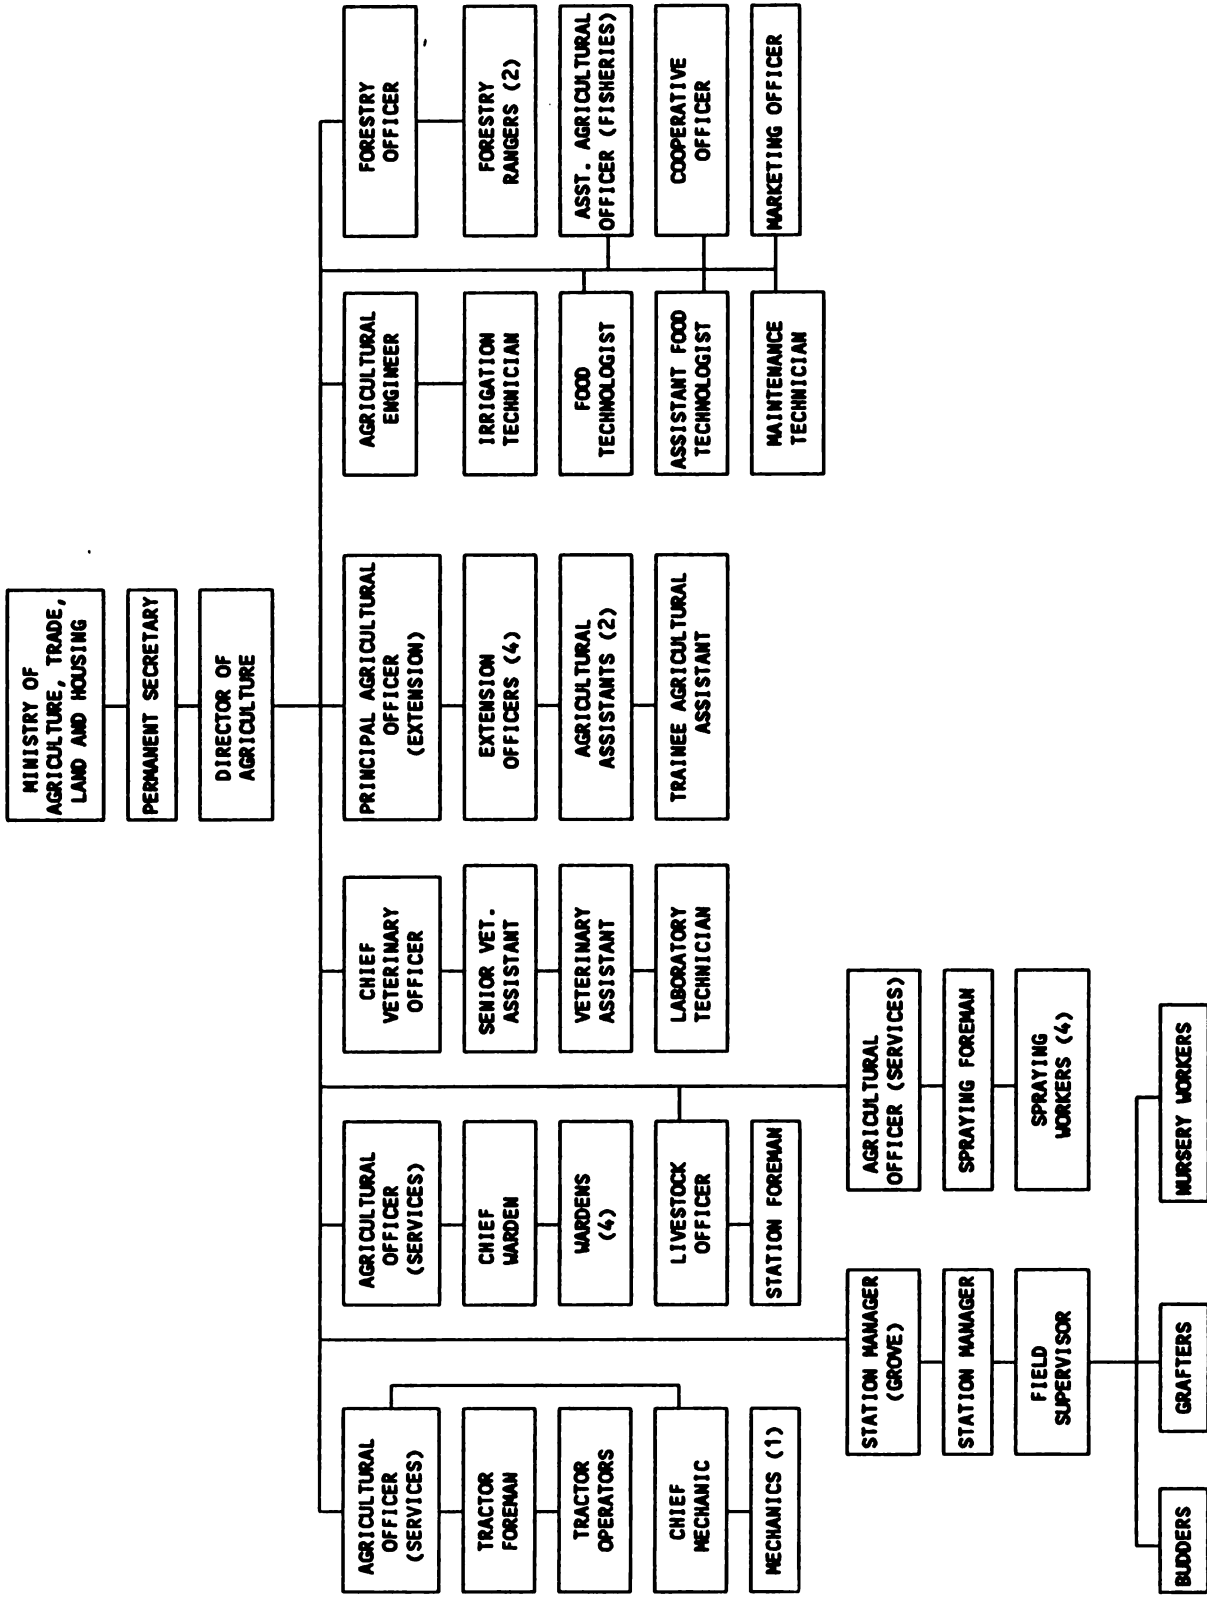 MINISTRY OF
AGRICULTURE, TRADE,
LAND AND HOUSING
PERMANENT SECRETARY
DIRECTOR OF
AGRICULTURE
AGRICULTURAL
OFFICER
(SERVICES)
TRACTOR
FOREMAN
TRACTOR
OPERATORS
CHIEF
MECHANIC
MECHANICS (1)
AGRICULTURAL
OFFICER
(SERVICES)
CHIEF
WARDEN
WARDENS
(4)
LIVESTOCK
OFFICER
STATION FOREMAN
CHIEF
VETERINARY
OFFICER
SENIOR VET.
ASSISTANT
VETERINARY
ASSISTANT
LABORATORY
TECHNICIAN
PRINCIPAL AGRICULTURAL
OFFICER
(EXTENSION)
EXTENSION
OFFICERS (4)
AGRICULTURAL
ASSISTANTS (2)
TRAINEE AGRICULTURAL
ASSISTANT
AGRICULTURAL
ENGINEER
IRRIGATION
TECHNICIAN
FOOD
TECHNOLOGIST
ASSISTANT FOOD
TECHNOLOGIST
MAINTENANCE
TECHNICIAN
FORESTRY
OFFICER
FORESTRY
RANGERS (2)
ASST. AGRICULTURAL
OFFICER (FISHERIES)
COOPERATIVE
OFFICER
MARKETING OFFICER
STATION MANAGER
(GROVE)
STATION MANAGER
FIELD
SUPERVISOR
AGRICULTURAL
OFFICER (SERVICES)
SPRAYING FOREMAN
SPRAYING
WORKERS (4)
BUDDERS
GRAFTERS
NURSERY WORKERS